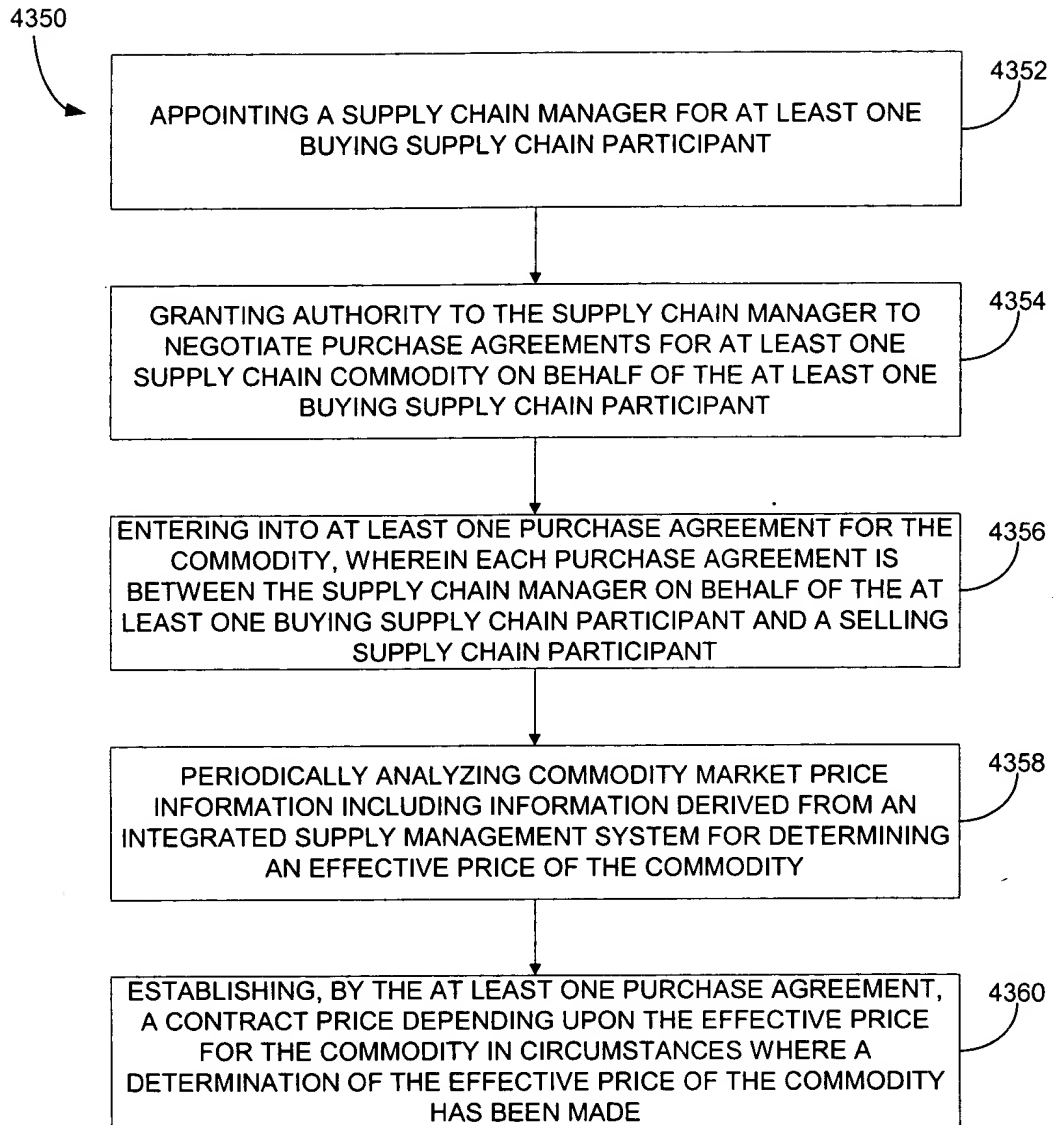 4350
4352
APPOINTING A SUPPLY CHAIN MANAGER FOR AT LEAST ONE
BUYING SUPPLY CHAIN PARTICIPANT
4354
GRANTING AUTHORITY TO THE SUPPLY CHAIN MANAGER TO
NEGOTIATE PURCHASE AGREEMENTS FOR AT LEAST ONE
SUPPLY CHAIN COMMODITY ON BEHALF OF THE AT LEAST ONE
BUYING SUPPLY CHAIN PARTICIPANT
4356
ENTERING INTO AT LEAST ONE PURCHASE AGREEMENT FOR THE
COMMODITY, WHEREIN EACH PURCHASE AGREEMENT IS
BETWEEN THE SUPPLY CHAIN MANAGER ON BEHALF OF THE AT
LEAST ONE BUYING SUPPLY CHAIN PARTICIPANT AND A SELLING
SUPPLY CHAIN PARTICIPANT
4358
PERIODICALLY ANALYZING COMMODITY MARKET PRICE
INFORMATION INCLUDING INFORMATION DERIVED FROM AN
INTEGRATED SUPPLY MANAGEMENT SYSTEM FOR DETERMINING
AN EFFECTIVE PRICE OF THE COMMODITY
4360
ESTABLISHING, BY THE AT LEAST ONE PURCHASE AGREEMENT,
A CONTRACT PRICE DEPENDING UPON THE EFFECTIVE PRICE
FOR THE COMMODITY IN CIRCUMSTANCES WHERE A
DETERMINATION OF THE EFFECTIVE PRICE OF THE COMMODITY
HAS BEEN MADE